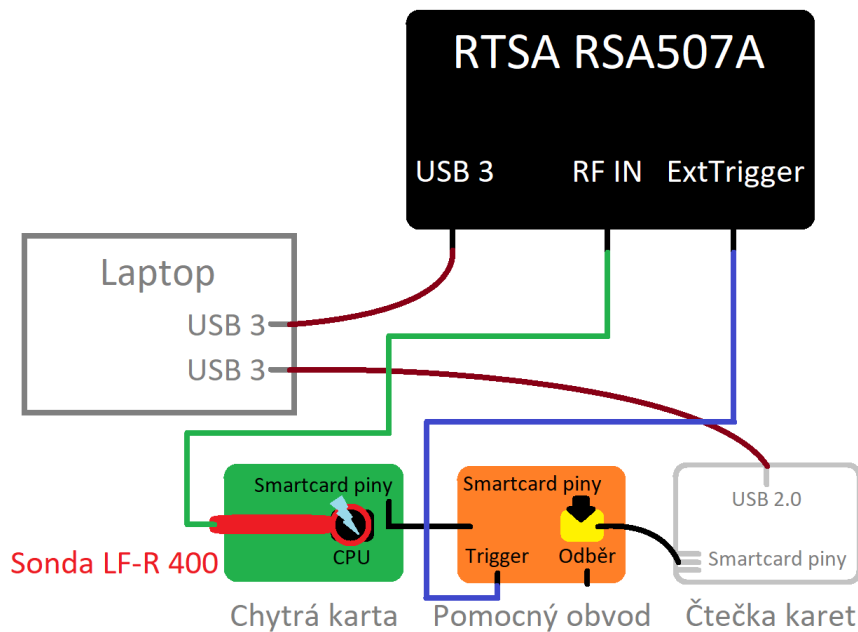 RTSA RSA507A
USB 3
RF IN
ExtTrigger
Laptop
USB 3
USB 3
Smartcard piny
CPU
Sonda LF-R 400
Chytrá karta
Smartcard piny
Trigger
Odběr
Pomocný obvod
USB 2.0
Smartcard piny
Čtečka karet